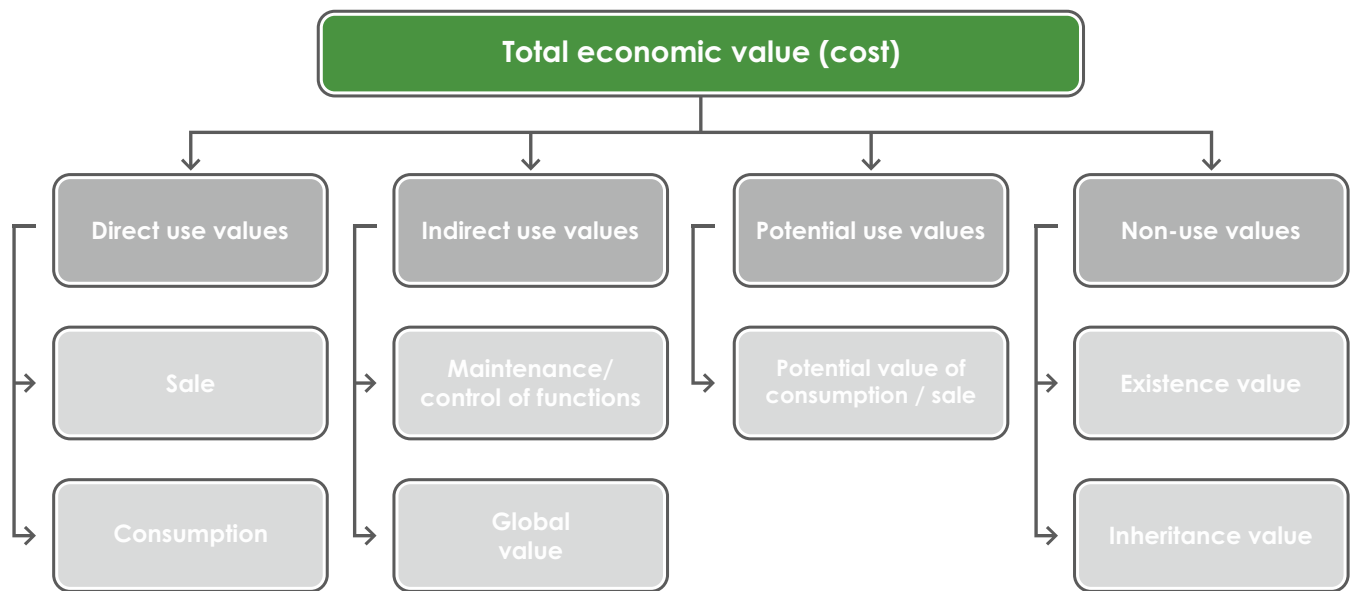 Total economic value (cost)
Direct use values
Indirect use values
Potential use values
Non-use values
Sale
Maintenance/
control of functions
Potential value of
consumption / sale
Existence value
Consumption
Global
value
Inheritance value